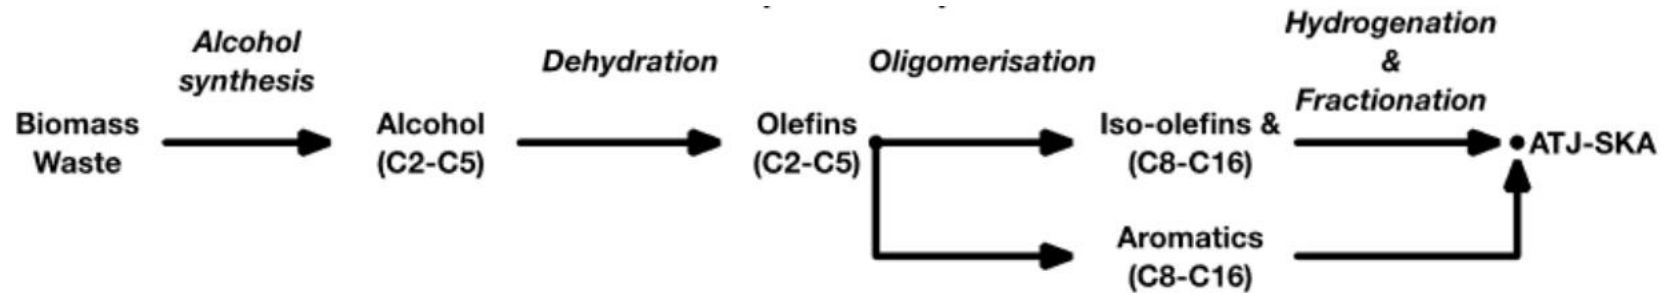 Alcohol
synthesis
Dehydration
Oligomerisation
Hydrogenation
&
Fractionation
Biomass
Waste
Alcohol
(C2-C5)
Olefins
(C2-C5)
Iso-olefins &
(C8-C16)
ATJ-SKA
Aromatics
(C8-C16)